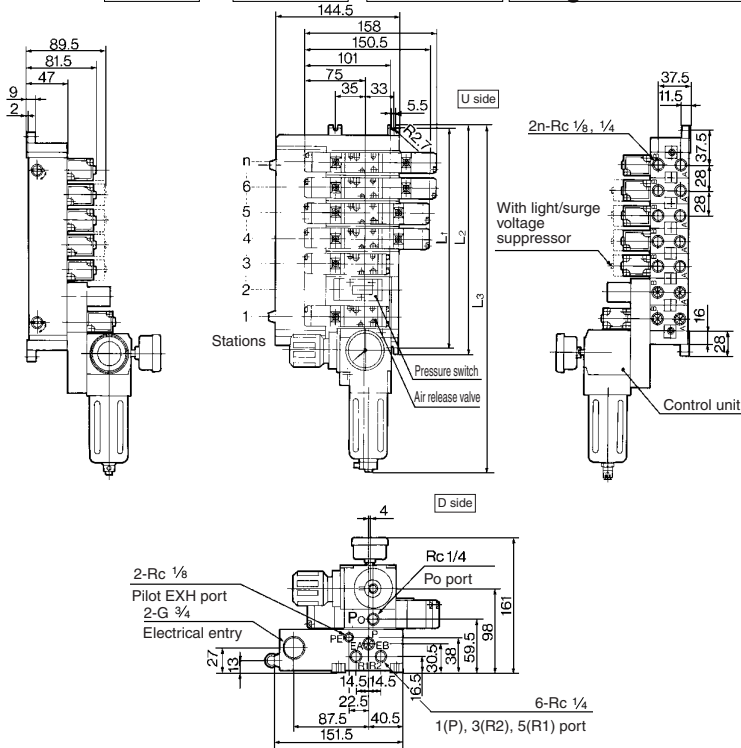 144.5
158
150.5
101
75
35 33
5.5
R2.7
U side
89.5
81.5
47
9
2
n
6
5
4
3
2
1
Stations
L1
L2
L3
Pressure switch
Air release valve
37.5
11.5
2n-Rc ⅛, ¼
37.5
28
28
With light/surge
voltage
suppressor
16
28
Control unit
D side
4
2-Rc ⅛
Pilot EXH port
2-G ¾
Electrical entry
Rc 1/4
Po port
Po
P
PE
EA EB
R1 R2
27
13
14.5 14.5
22.5
87.5 40.5
151.5
16.5
30.5
38
59.5
98
161
6-Rc ¼
1(P), 3(R2), 5(R1) port